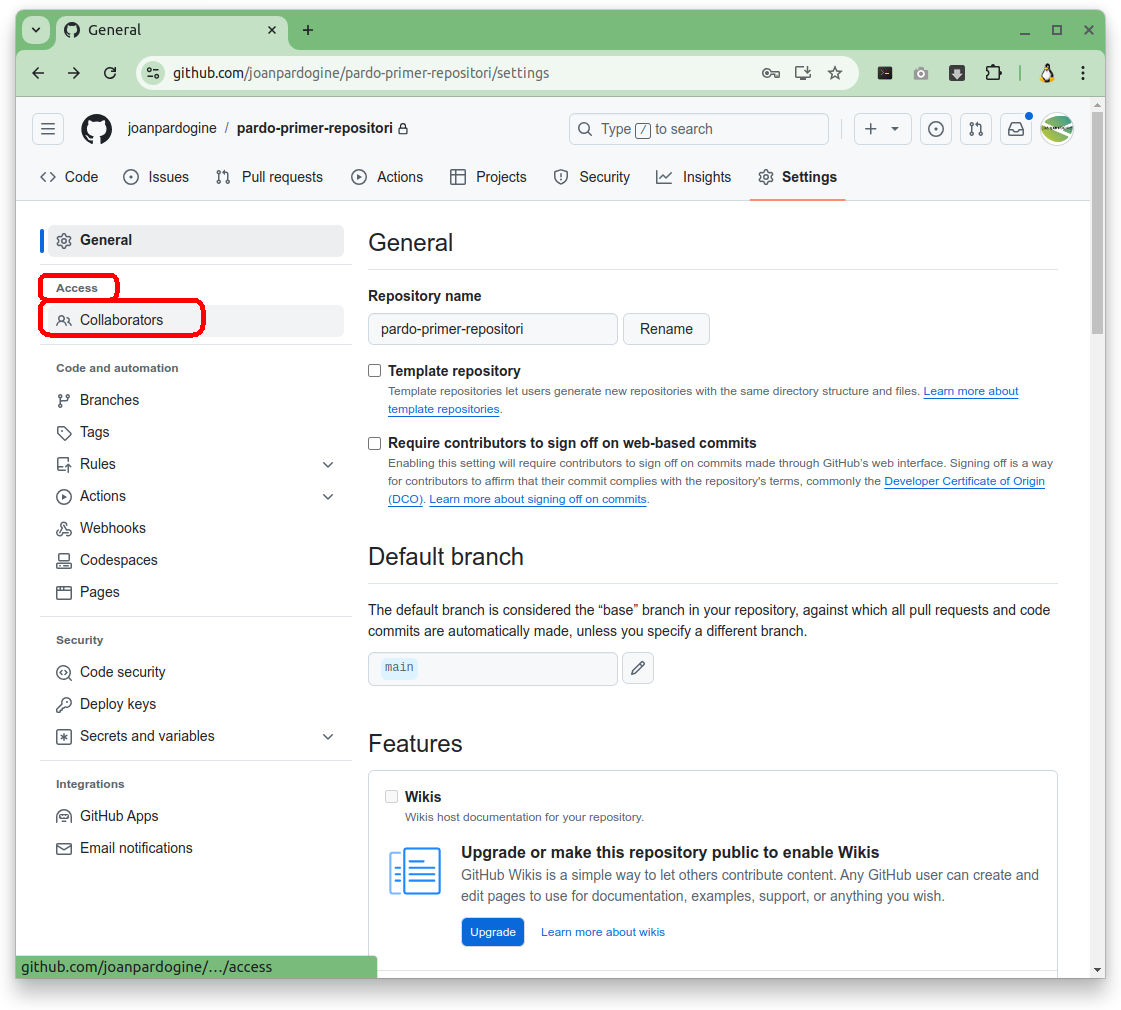 General
github.com/joanpardogine/pardo-primer-repositori/settings
joanpardogine / pardo-primer-repositori
Type / to search
Code
Issues
Pull requests
Actions
Projects
Security
Insights
Settings
General
Access
Collaborators
Code and automation
Branches
Tags
Rules
Actions
Webhooks
Codespaces
Pages
Security
Code security
Deploy keys
Secrets and variables
Integrations
GitHub Apps
Email notifications
General
Repository name
pardo-primer-repositori
Rename
Template repository
Template repositories let users generate new repositories with the same directory structure and files. Learn more about
template repositories.
Require contributors to sign off on web-based commits
Enabling this setting will require contributors to sign off on commits made through GitHub’s web interface. Signing off is a way
for contributors to affirm that their commit complies with the repository's terms, commonly the Developer Certificate of Origin
(DCO). Learn more about signing off on commits.
Default branch
The default branch is considered the “base” branch in your repository, against which all pull requests and code
commits are automatically made, unless you specify a different branch.
main
Features
Wikis
Wikis host documentation for your repository.
Upgrade or make this repository public to enable Wikis
GitHub Wikis is a simple way to let others contribute content. Any GitHub user can create and
edit pages to use for documentation, examples, support, or anything you wish.
Upgrade
Learn more about wikis
github.com/joanpardogine/…/access